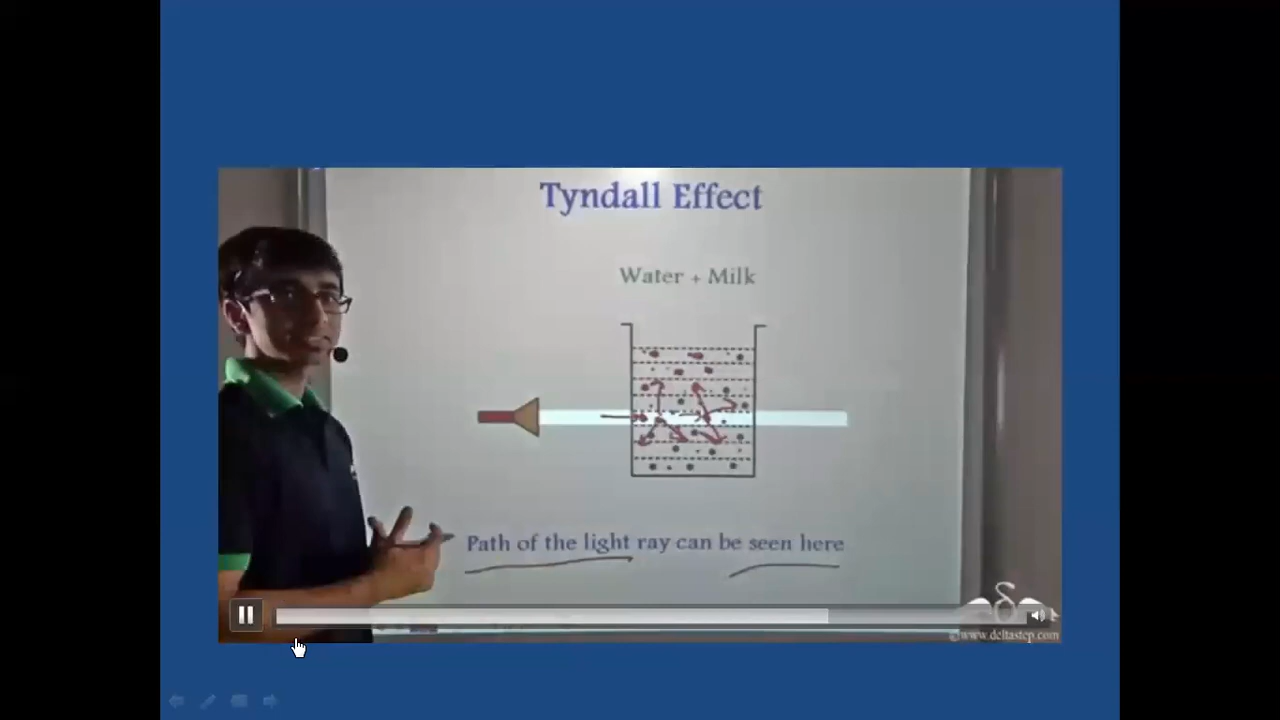 Tyndall Effect
Water + Milk
Path of the light ray can be seen here
©www.deltastep.com